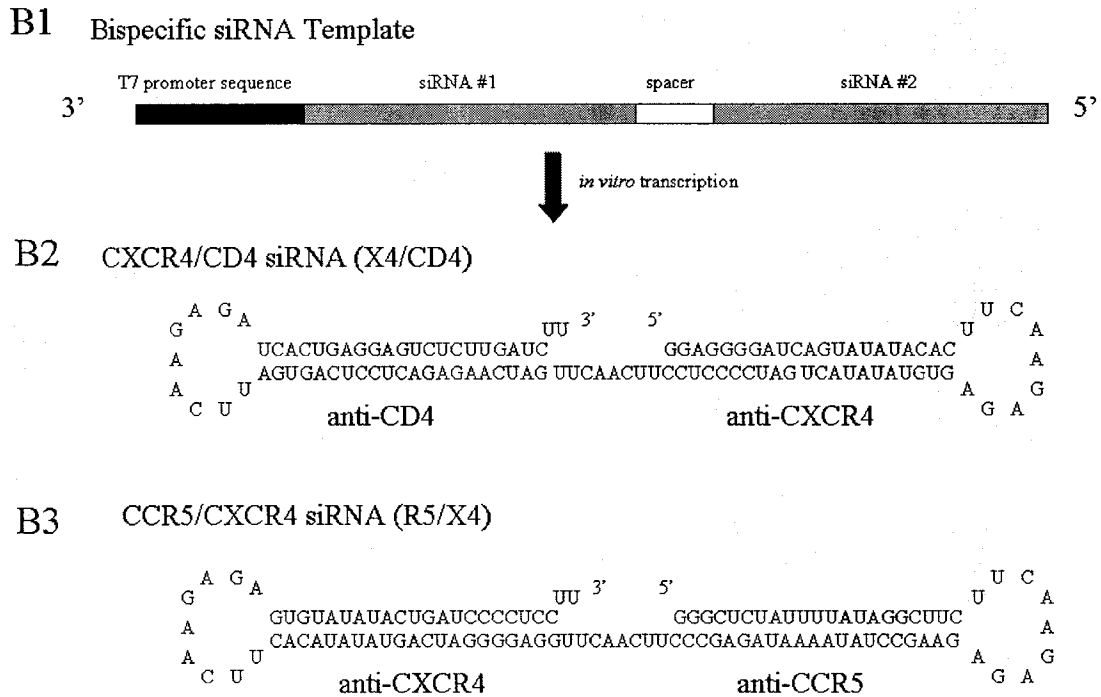 B1 Bispecific siRNA Template
T7 promoter sequence siRNA #1 spacer siRNA #2
3’ 5’
in vitro transcription
B2 CXCR4/CD4 siRNA (X4/CD4)
A G A U C
G UU 3’ 5’ U A
UCACUGAGGAGUCUCUUGAUC GGAGGGGAUCAGUAUAUACAC
A A
AGUGACUCCUCAGAGAACUAG UUCAACUUCCUCCCCUAGUCAUAUAUGUG
A U A G
C U G A
anti-CD4 anti-CXCR4
B3 CCR5/CXCR4 siRNA (R5/X4)
A G A U C
G UU 3’ 5’ U A
GUGUAUAUACUGAUCCCCUCC GGGCUCUAUUUUAUAGGCUUC
A A
CACAUAUAUGACUAGGGGAGGUUCAACUUCCCGAGAUAAAAUAUCCGAAG
A U A G
C U G A
anti-CXCR4 anti-CCR5